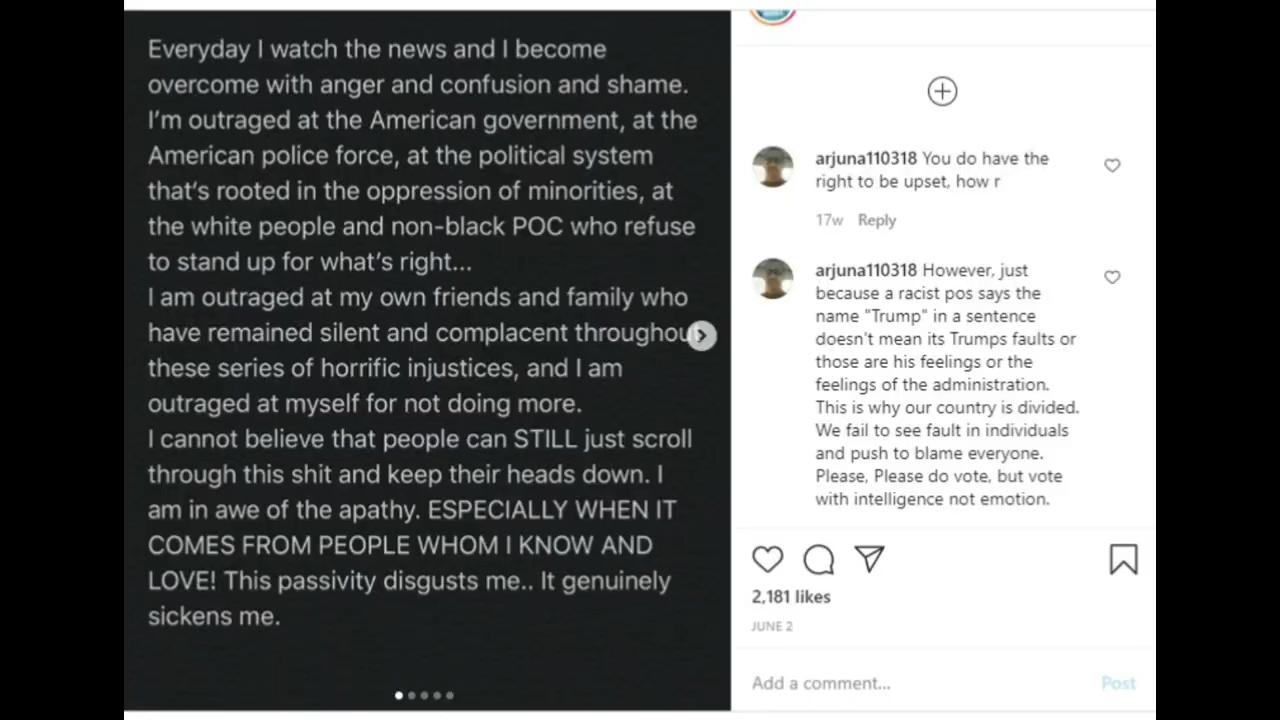 Everyday I watch the news and I become
overcome with anger and confusion and shame.
I'm outraged at the American government, at the
American police force, at the political system
that's rooted in the oppression of minorities, at
the white people and non-black POC who refuse
to stand up for what's right...
I am outraged at my own friends and family who
have remained silent and complacent throughout
these series of horrific injustices, and I am
outraged at myself for not doing more.
I cannot believe that people can STILL just scroll
through this shit and keep their heads down. I
am in awe of the apathy. ESPECIALLY WHEN IT
COMES FROM PEOPLE WHOM I KNOW AND
LOVE! This passivity disgusts me.. It genuinely
sickens me.
arjuna110318 You do have the
right to be upset, how r
17w Reply
arjuna110318 However, just
because a racist pos says the
name "Trump" in a sentence
doesn't mean its Trumps faults or
those are his feelings or the
feelings of the administration.
This is why our country is divided.
We fail to see fault in individuals
and push to blame everyone.
Please, Please do vote, but vote
with intelligence not emotion.
2,181 likes
JUNE 2
Add a comment... Post